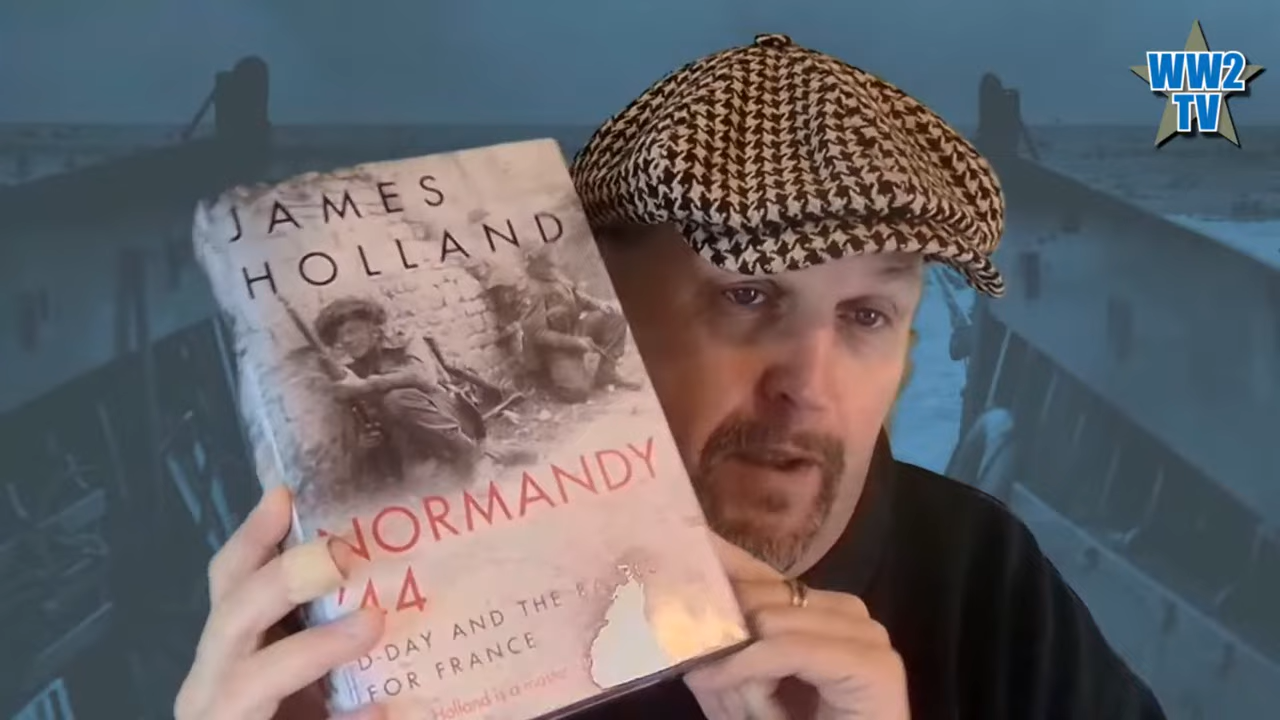 JAMES
HOLLAND
NORMANDY
'44
D-DAY AND THE
FOR FRANCE
Holland is a
WW2
TV